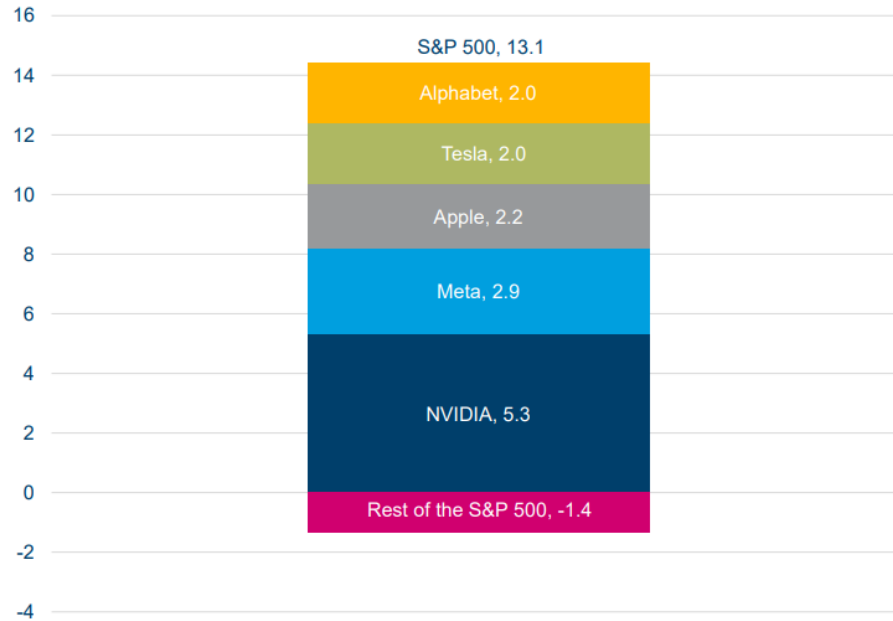 16
S&P 500, 13.1
14
Alphabet, 2.0
12
Tesla, 2.0
10
Apple, 2.2
8
Meta, 2.9
6
4
NVIDIA, 5.3
2
0
Rest of the S&P 500, -1.4
-2
-4